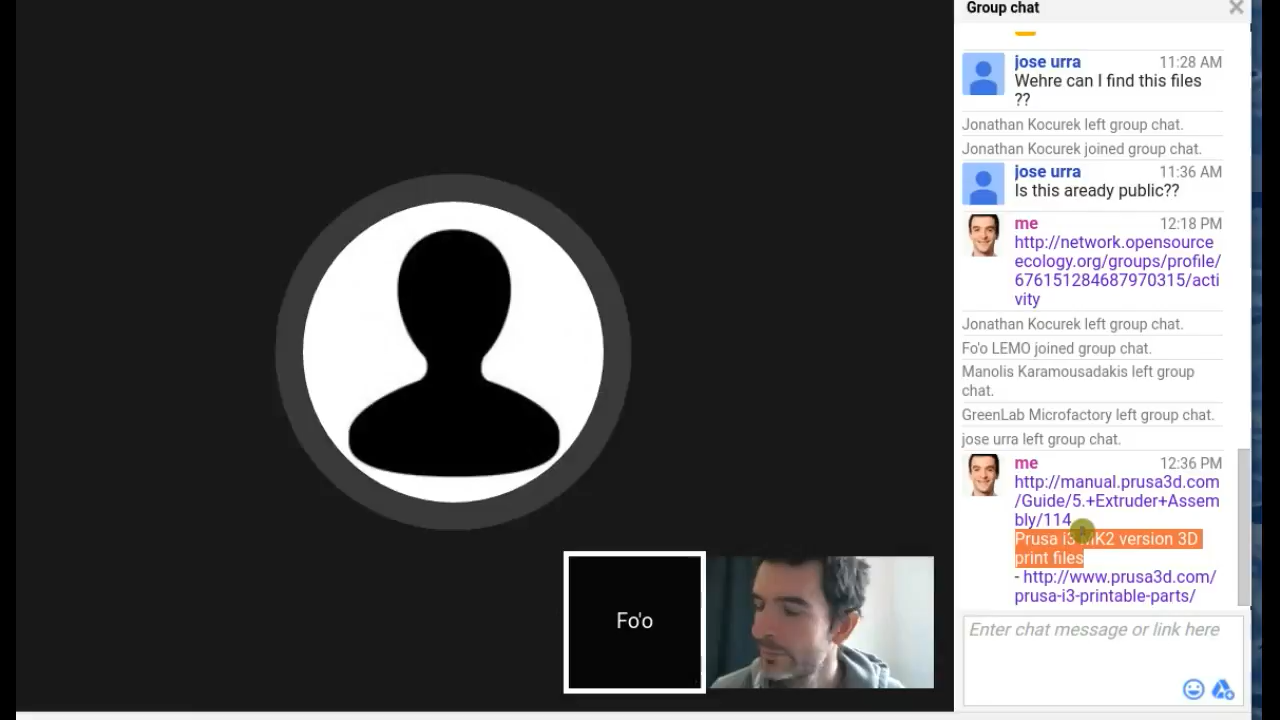 Group chat
jose urra 11:28 AM
Wehre can I find this files
??
Jonathan Kocurek left group chat.
Jonathan Kocurek joined group chat.
jose urra 11:36 AM
Is this aready public??
me 12:18 PM
http://network.opensource
ecology.org/groups/profile/
676151284687970315/acti
vity
Jonathan Kocurek left group chat.
Fo'o LEMO joined group chat.
Manolis Karamousadakis left group
chat.
GreenLab Microfactory left group chat.
jose urra left group chat.
me 12:36 PM
http://manual.prusa3d.com
/Guide/5.+Extruder+Assem
bly/114
Prusa i3 MK2 version 3D
print files
- http://www.prusa3d.com/
prusa-i3-printable-parts/
Enter chat message or link here
Fo'o